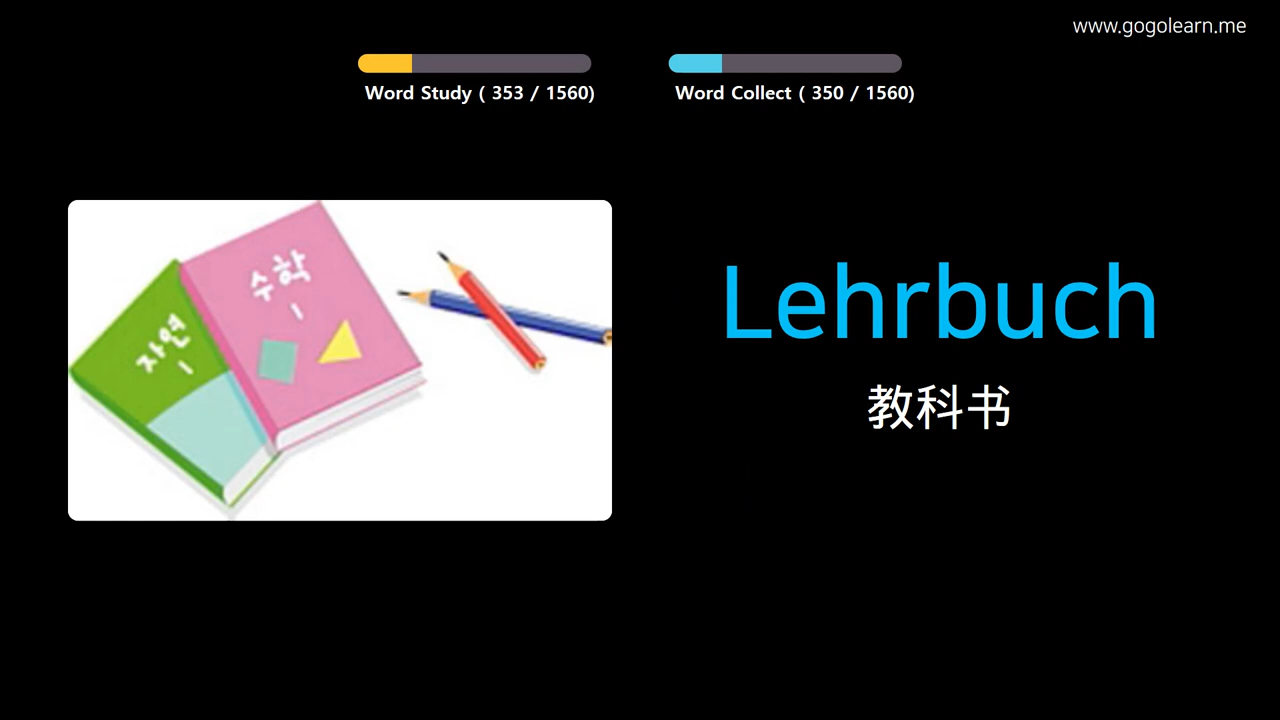 www.gogolearn.me
Word Study ( 353 / 1560)
Word Collect ( 350 / 1560)
수학
1
자연
1
Lehrbuch
教科书